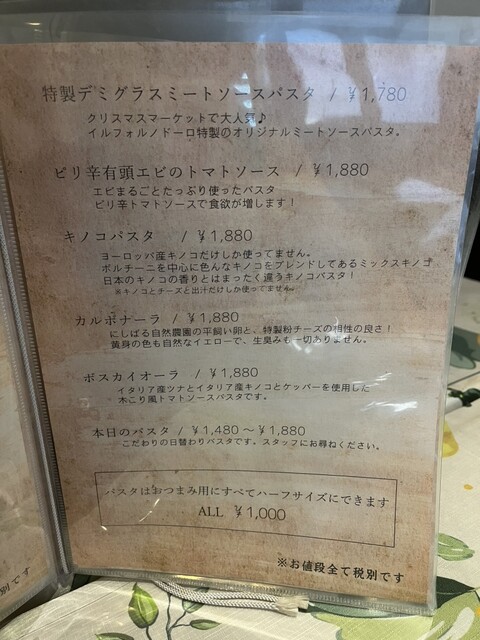 特製デミグラスミートソースパスタ / ¥1,780
クリスマスマーケットで大人気♪
イルフォルノドーロ特製のオリジナルミートソースパスタ。
ピリ辛有頭エビのトマトソース / ¥1,880
エビまるごとたっぷり使ったパスタ
ピリ辛トマトソースで食欲が増します！
キノコパスタ / ¥1,880
ヨーロッパ産キノコだけしか使ってません。
ポルチーニを中心に色んなキノコをブレンドしてあるミックスキノコ
日本のキノコの香りとはまったく違うキノコパスタ！
※キノコとチーズと出汁だけしか使ってません。
カルボナーラ / ¥1,880
にしばる自然農園の平飼い卵と、特製粉チーズの相性の良さ！
黄身の色も自然なイエローで、生臭みも一切ありません。
ボスカイオーラ / ¥1,880
イタリア産ツナとイタリア産キノコとケッパーを使用した
木こり風トマトソースパスタです。
本日のパスタ / ¥1,480～¥1,880
こだわりの日替わりパスタです。スタッフにお尋ねください。
パスタはおつまみ用にすべてハーフサイズにできます
ALL ¥1,000
※お値段全て税別です
別です